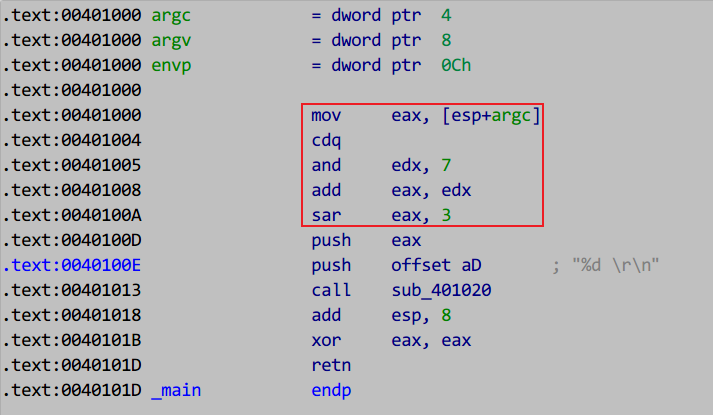 .text:00401000 argc = dword ptr 4
.text:00401000 argv = dword ptr 8
.text:00401000 envp = dword ptr 0Ch
.text:00401000
.text:00401000 mov eax, [esp+argc]
.text:00401004 cdq
.text:00401005 and edx, 7
.text:00401008 add eax, edx
.text:0040100A sar eax, 3
.text:0040100D push eax
.text:0040100E push offset aD ; "%d \r\n"
.text:00401013 call sub_401020
.text:00401018 add esp, 8
.text:0040101B xor eax, eax
.text:0040101D retn
.text:0040101D _main endp